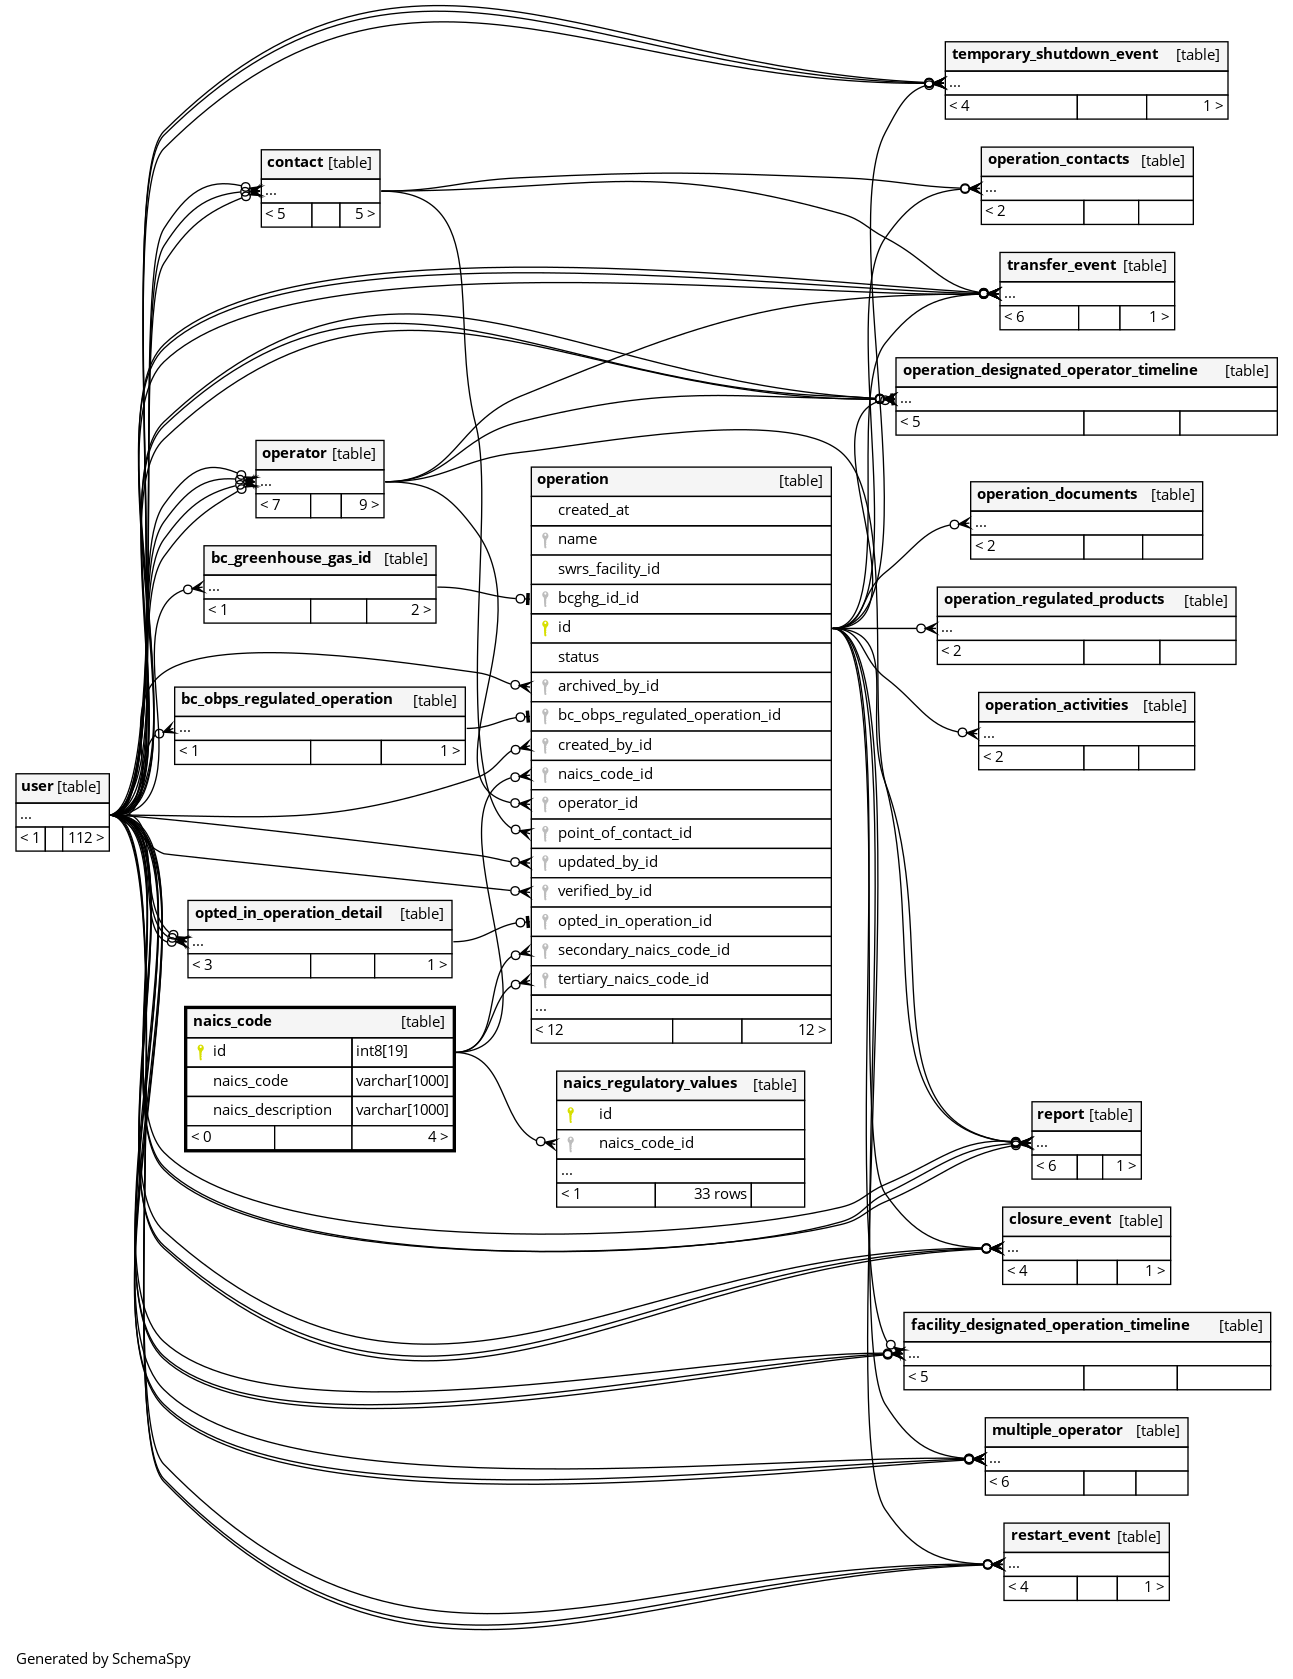 temporary_shutdown_event [table]
...
< 4 1 >
contact [table]
...
< 5 5 >
operation_contacts [table]
...
< 2
transfer_event [table]
...
< 6 1 >
operation_designated_operator_timeline [table]
...
< 5
operator [table]
...
< 7 9 >
operation [table]
created_at
name
swrs_facility_id
bcghg_id_id
id
status
archived_by_id
bc_obps_regulated_operation_id
created_by_id
naics_code_id
operator_id
point_of_contact_id
updated_by_id
verified_by_id
opted_in_operation_id
secondary_naics_code_id
tertiary_naics_code_id
...
< 12 12 >
operation_documents [table]
...
< 2
bc_greenhouse_gas_id [table]
...
< 1 2 >
operation_regulated_products [table]
...
< 2
bc_obps_regulated_operation [table]
...
< 1 1 >
operation_activities [table]
...
< 2
user [table]
...
< 1 112 >
opted_in_operation_detail [table]
...
< 3 1 >
naics_code [table]
id int8[19]
naics_code varchar[1000]
naics_description varchar[1000]
< 0 4 >
naics_regulatory_values [table]
id
naics_code_id
...
< 1 33 rows
report [table]
...
< 6 1 >
closure_event [table]
...
< 4 1 >
facility_designated_operation_timeline [table]
...
< 5
multiple_operator [table]
...
< 6
restart_event [table]
...
< 4 1 >
Generated by SchemaSpy